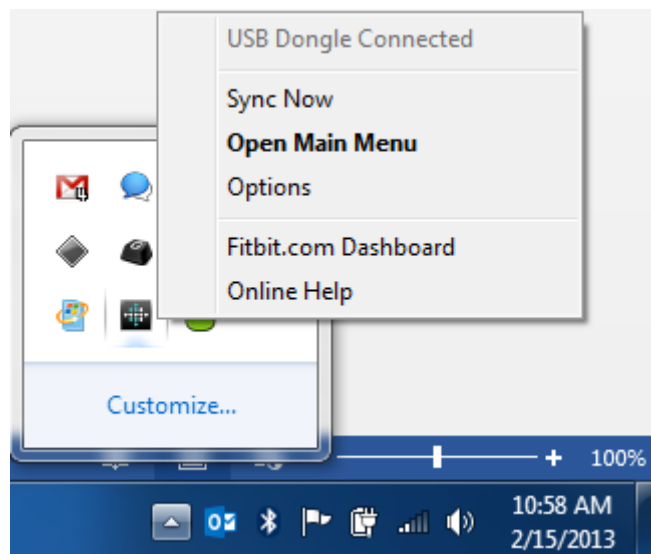 USB Dongle Connected
Sync Now
Open Main Menu
Options
Fitbit.com Dashboard
Online Help
Customize...
100%
10:58 AM
2/15/2013